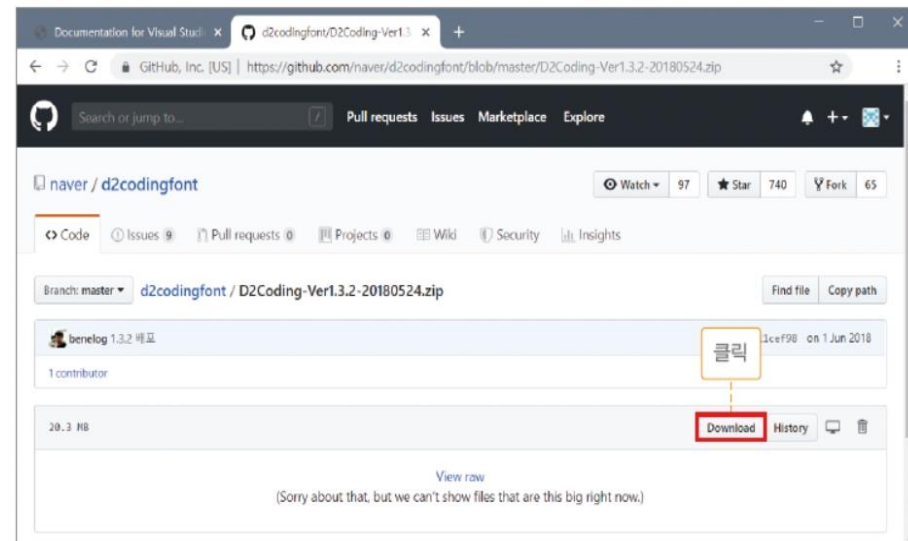 Documentation for Visual Studi
d2codingfont/D2Coding-Ver1.3
GitHub, Inc. [US] | https://github.com/naver/d2codingfont/blob/master/D2Coding-Ver1.3.2-20180524.zip
Search or jump to... / Pull requests Issues Marketplace Explore
naver / d2codingfont Watch 97 Star 740 Fork 65
Code Issues 9 Pull requests 0 Projects 0 Wiki Security Insights
Branch: master d2codingfont / D2Coding-Ver1.3.2-20180524.zip Find file Copy path
benelog 1.3.2 배포 1cef98 on 1 Jun 2018
클릭
1 contributor
20.3 MB Download History
View raw
(Sorry about that, but we can't show files that are this big right now.)